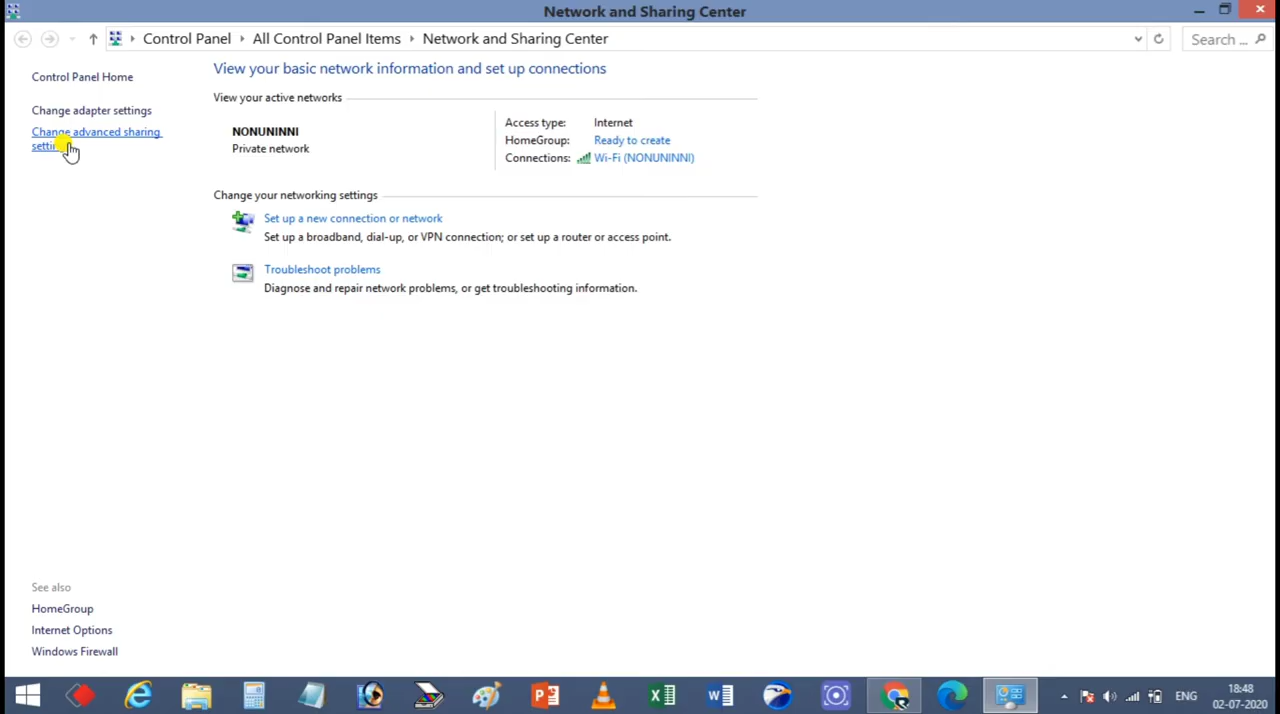 Network and Sharing Center
Control Panel All Control Panel Items Network and Sharing Center
Search ...
Control Panel Home
Change adapter settings
Change advanced sharing
View your basic network information and set up connections
View your active networks
NONUNINNI
Private network
Access type: Internet
HomeGroup: Ready to create
Connections: Wi-Fi (NONUNINNI)
Change your networking settings
Set up a new connection or network
Set up a broadband, dial-up, or VPN connection; or set up a router or access point.
Troubleshoot problems
Diagnose and repair network problems, or get troubleshooting information.
See also
HomeGroup
Internet Options
Windows Firewall
ENG
18:48
02-07-2020